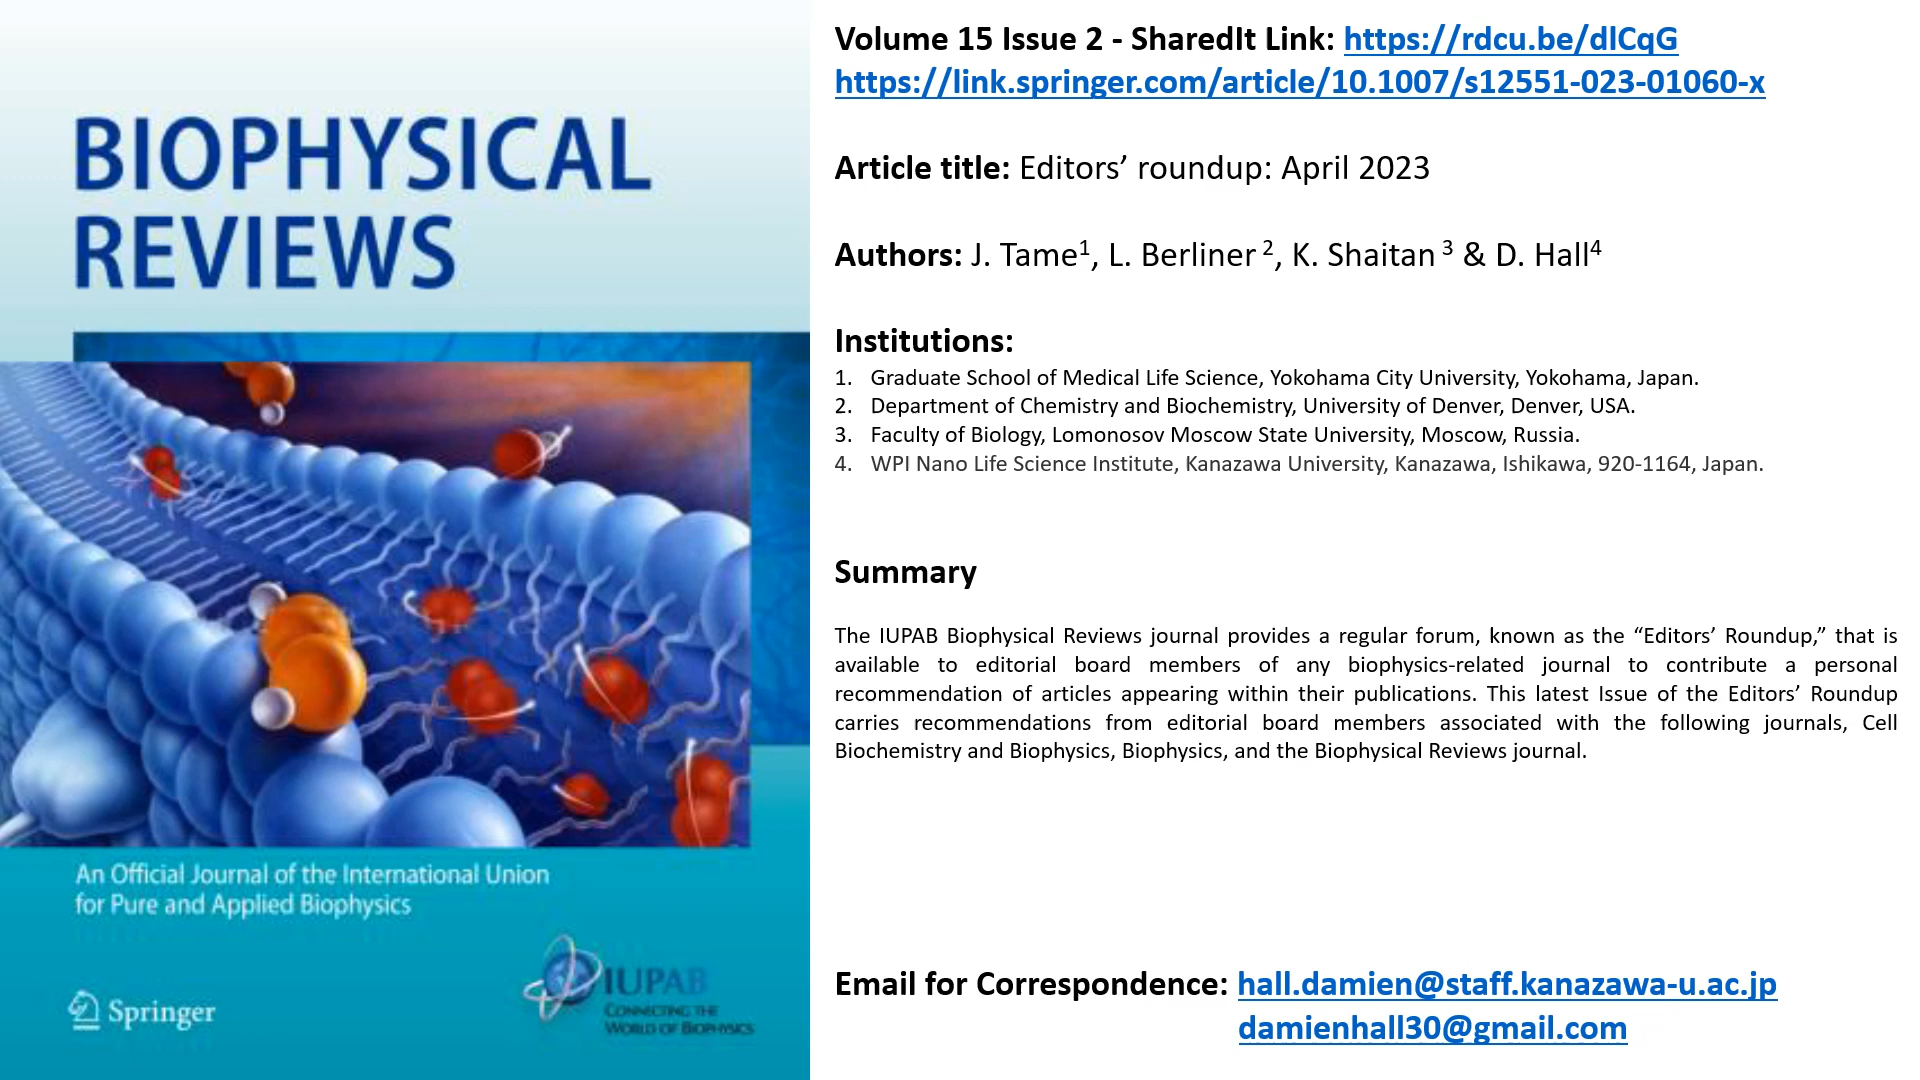 BIOPHYSICAL
REVIEWS
An Official Journal of the International Union
for Pure and Applied Biophysics
Springer
IUPAB
CONNECTING THE
WORLD OF BIOPHYSICS
Volume 15 Issue 2 - SharedIt Link: https://rdcu.be/dlCqG
https://link.springer.com/article/10.1007/s12551-023-01060-x
Article title: Editors’ roundup: April 2023
Authors: J. Tame1, L. Berliner 2, K. Shaitan 3 & D. Hall4
Institutions:
1. Graduate School of Medical Life Science, Yokohama City University, Yokohama, Japan.
2. Department of Chemistry and Biochemistry, University of Denver, Denver, USA.
3. Faculty of Biology, Lomonosov Moscow State University, Moscow, Russia.
4. WPI Nano Life Science Institute, Kanazawa University, Kanazawa, Ishikawa, 920-1164, Japan.
Summary
The IUPAB Biophysical Reviews journal provides a regular forum, known as the “Editors’ Roundup,” that is
available to editorial board members of any biophysics-related journal to contribute a personal
recommendation of articles appearing within their publications. This latest Issue of the Editors’ Roundup
carries recommendations from editorial board members associated with the following journals, Cell
Biochemistry and Biophysics, Biophysics, and the Biophysical Reviews journal.
Email for Correspondence: hall.damien@staff.kanazawa-u.ac.jp
damienhall30@gmail.com